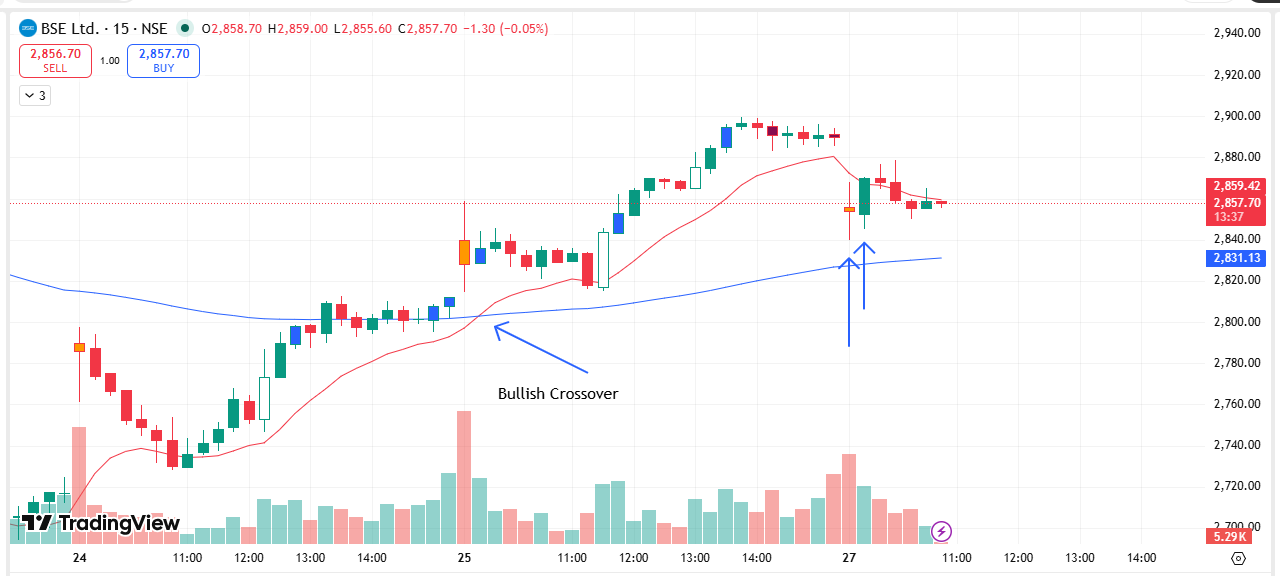 BSE Ltd. · 15 · NSE O2,858.70 H2,859.00 L2,855.60 C2,857.70 −1.30 (−0.05%)
2,856.70 1.00 2,857.70
SELL BUY
3
2,940.00
2,920.00
2,900.00
2,880.00
2,859.42
2,857.70
13:37
2,840.00
2,831.13
2,820.00
2,800.00
2,780.00
2,760.00
2,740.00
2,720.00
2,700.00
5.29K
Bullish Crossover
TradingView
24 11:00 12:00 13:00 14:00 25 11:00 12:00 13:00 14:00 27 11:00 12:00 13:00 14:00